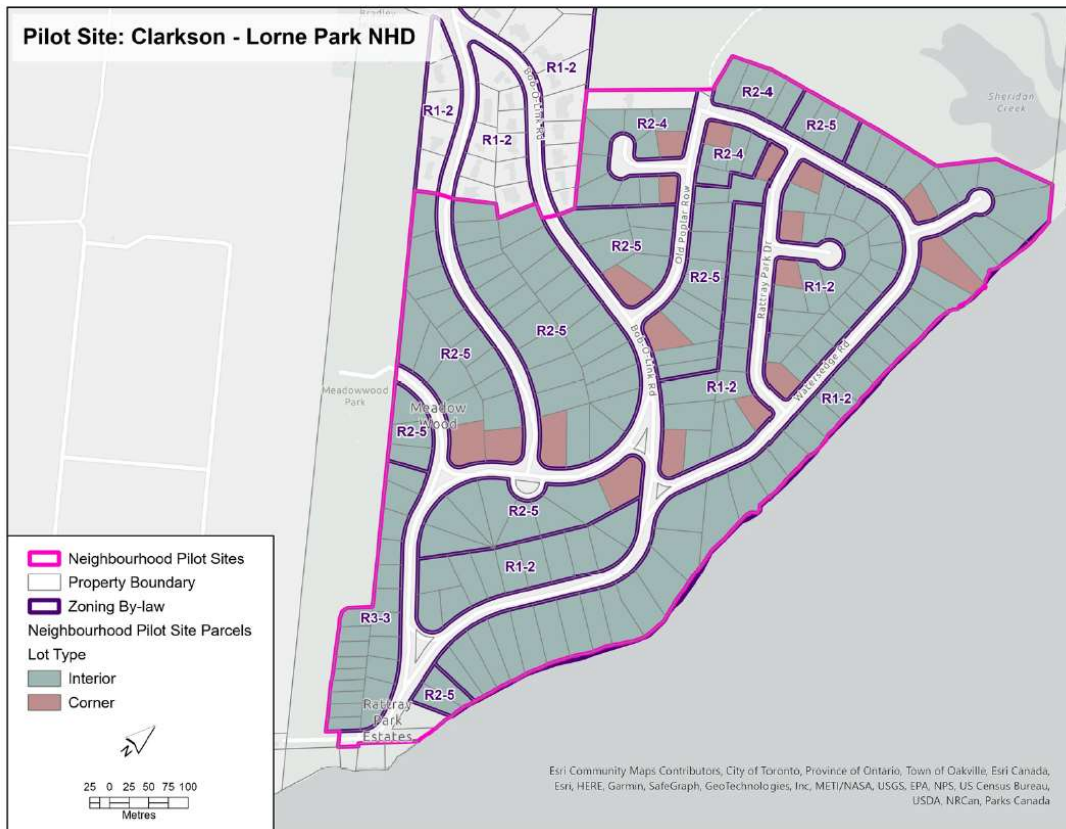 Pilot Site: Clarkson - Lorne Park NHD
Bradley
R1-2
R1-2
R1-2
Bob-O-Link Rd
R2-4
R2-4
R2-5
R2-4
Sheridan
Creek
Old Poplar Row
R2-5
R2-5
Rattray Park Dr
R1-2
R2-5
Bob-O-Link Rd
R2-5
Watersedge Rd
R1-2
R1-2
Meadowwood
Park
Meadow
Wood
R2-5
R2-5
R1-2
R3-3
R2-5
Rattray
Park
Estates
Neighbourhood Pilot Sites
Property Boundary
Zoning By-law
Neighbourhood Pilot Site Parcels
Lot Type
Interior
Corner
N
25 0 25 50 75 100
Metres
Esri Community Maps Contributors, City of Toronto, Province of Ontario, Town of Oakville, Esri Canada,
Esri, HERE, Garmin, SafeGraph, GeoTechnologies, Inc, METI/NASA, USGS, EPA, NPS, US Census Bureau,
USDA, NRCan, Parks Canada